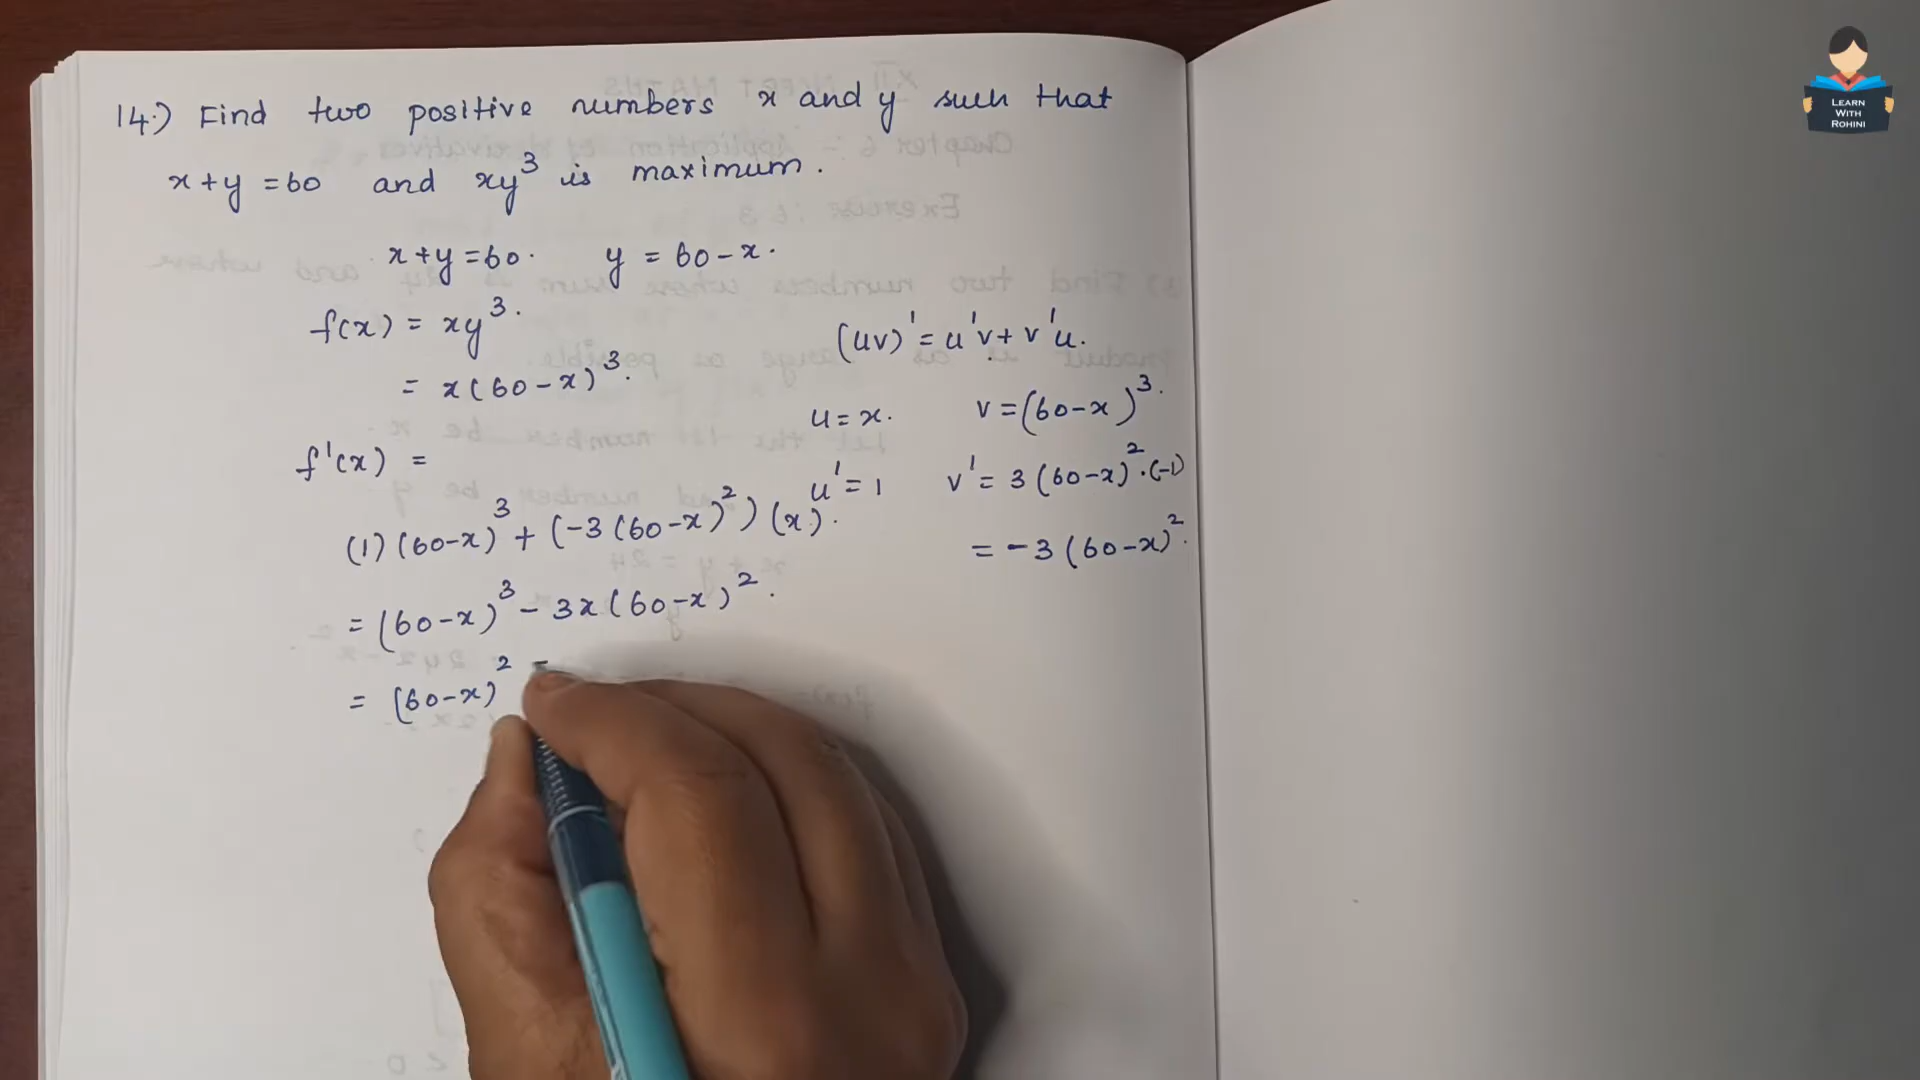 14.) Find two positive numbers x and y such that
x+y =60 and xy³ is maximum.
x+y=60. y = 60-x.
f(x) = xy³.
= x(60-x)³.
(uv)' = u'v+v'u.
u=x. v=(60-x)³.
f'(x) =
u'=1 v'= 3(60-x)²·(-1)
(1)(60-x)³+(-3(60-x)²)(x).
= -3(60-x)².
= (60-x)³-3x(60-x)².
= (60-x)²
LEARN
WITH
ROHINI